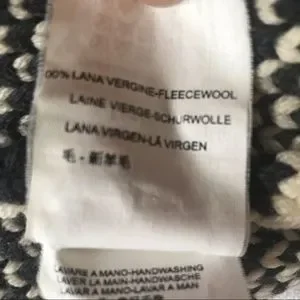 00% LANA VERGINE-FLEECEWOOL
LAINE VIERGE-SCHURWOLLE
LANA VIRGEN-LÃ VIRGEN
毛・新羊毛
LAVARE A MANO-HANDWASHING
LAVER LA MAIN-HANDWASCHE
LAVAR A MANO-LAVAR A MAN